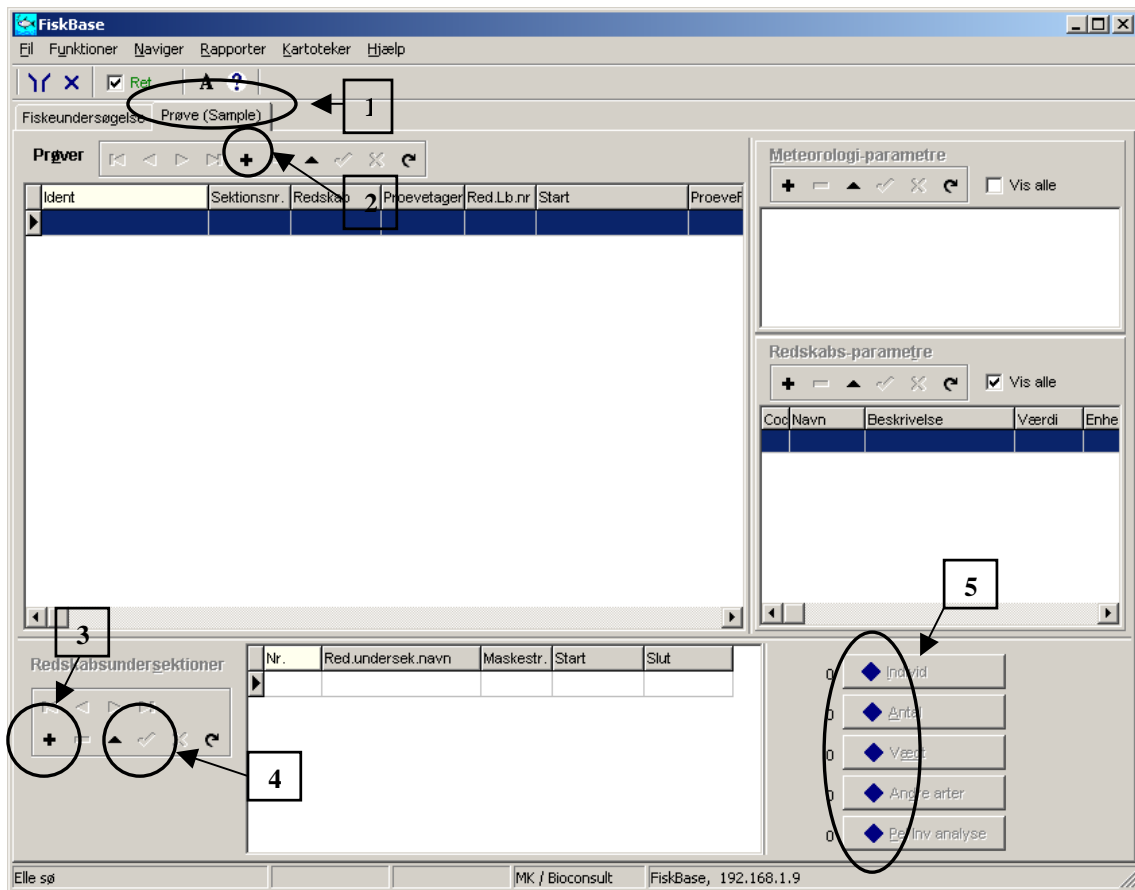 FiskBase
Fil Funktioner Naviger Rapporter Kartoteker Hjælp
Ret A ?
1
Fiskeundersøgelse Prøve (Sample)
Prøver
2
Ident Sektionsnr. Redskab Proevetager Red.Lb.nr Start ProeveF
Meteorologi-parametre
Vis alle
Redskabs-parametre
Vis alle
Cod Navn Beskrivelse Værdi Enhe
5
3
Redskabsundersektioner
Nr. Red.undersek.navn Maskestr. Start Slut
4
0 Individ
0 Antal
0 Vægt
0 Andre arter
0 Pel Inv analyse
Elle sø MK / Bioconsult FiskBase, 192.168.1.9